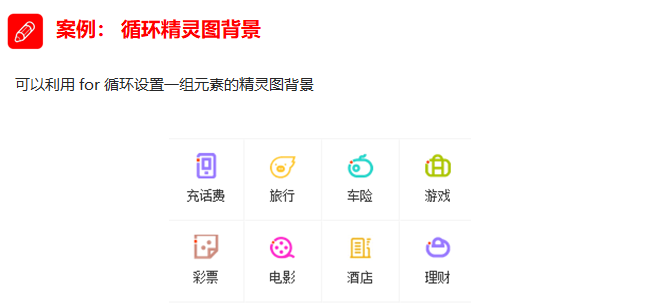 案例： 循环精灵图背景
可以利用 for 循环设置一组元素的精灵图背景
充话费 旅行 车险 游戏
彩票 电影 酒店 理财